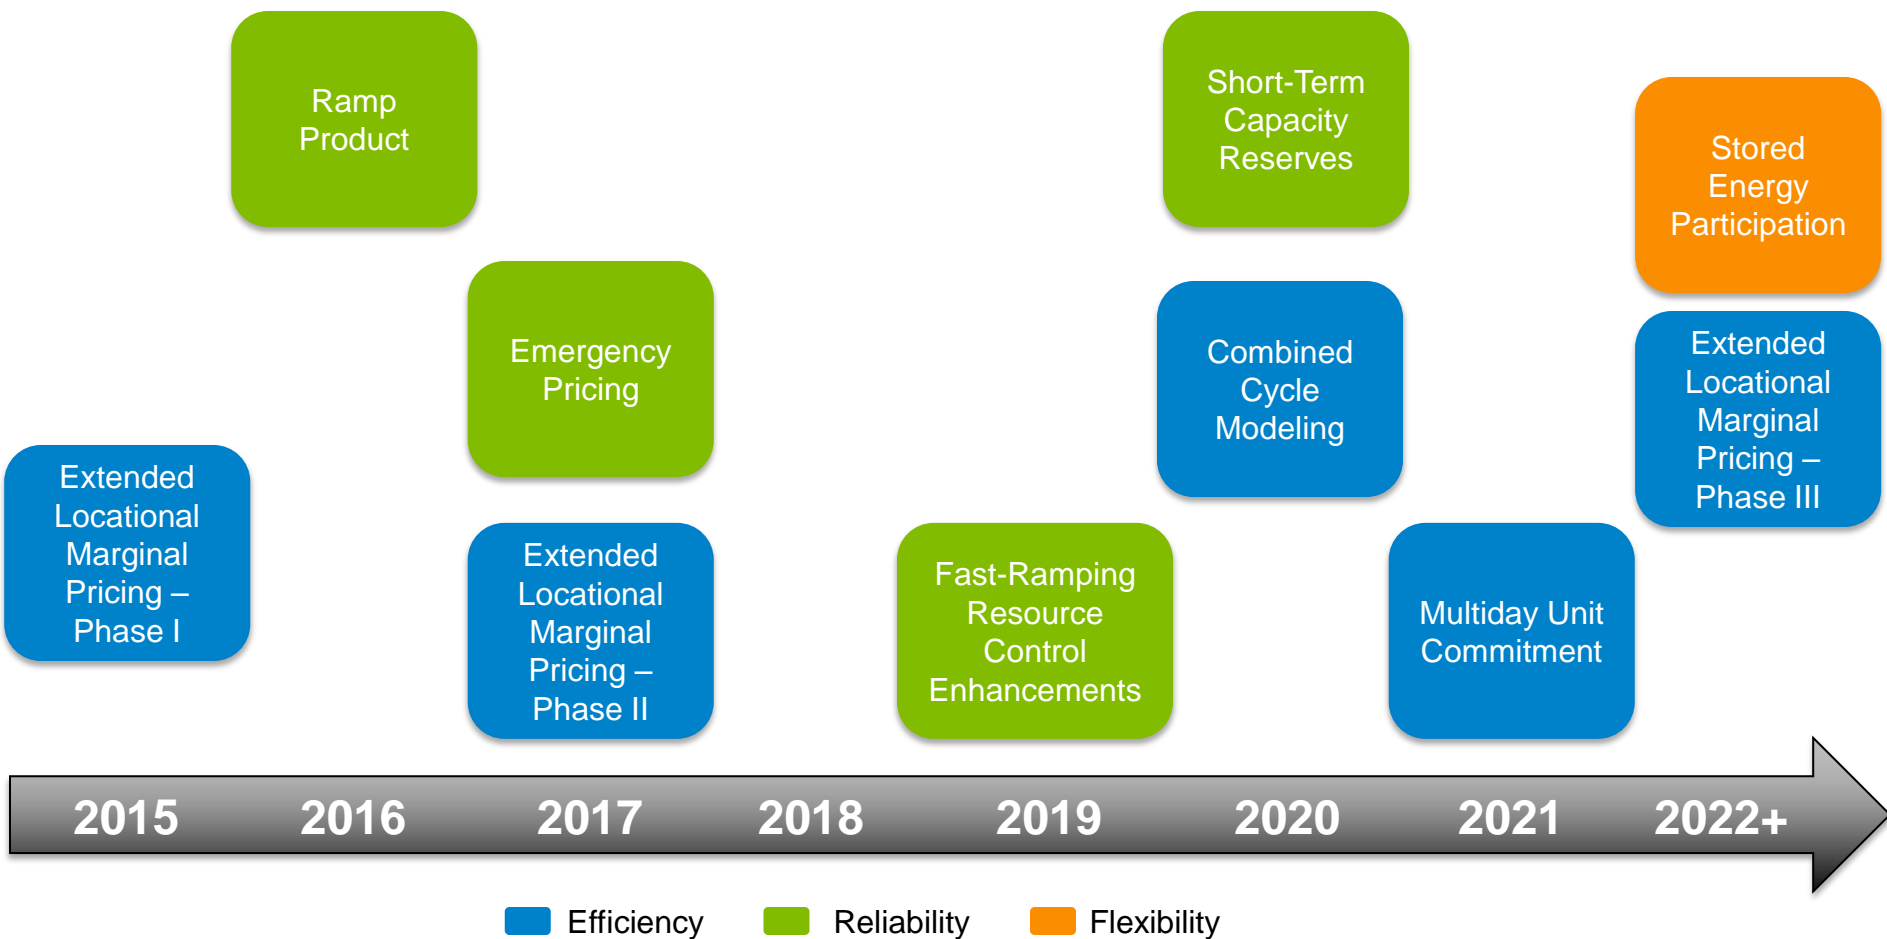 Ramp
Product
Short-Term
Capacity
Reserves
Stored
Energy
Participation
Emergency
Pricing
Combined
Cycle
Modeling
Extended
Locational
Marginal
Pricing –
Phase III
Extended
Locational
Marginal
Pricing –
Phase I
Extended
Locational
Marginal
Pricing –
Phase II
Fast-Ramping
Resource
Control
Enhancements
Multiday Unit
Commitment
2015 2016 2017 2018 2019 2020 2021 2022+
Efficiency Reliability Flexibility